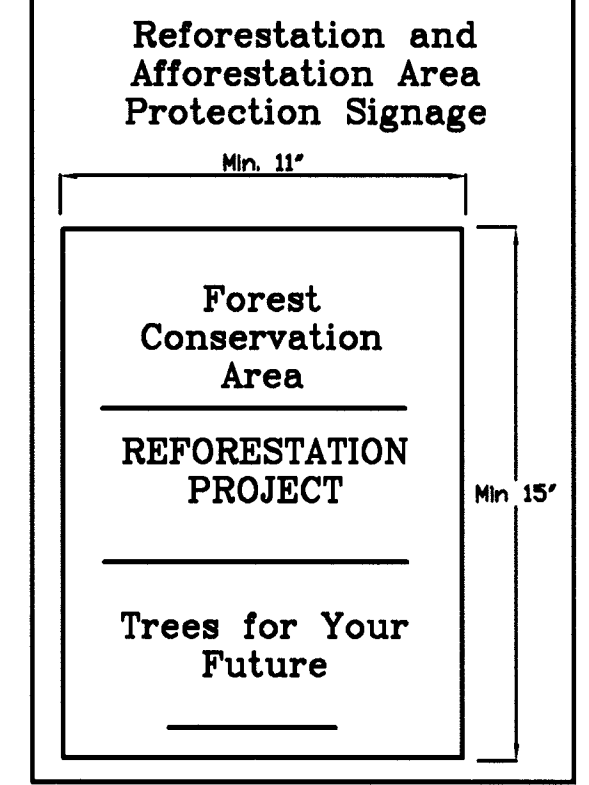 Reforestation and
Afforestation Area
Protection Signage
Min. 11"
Forest
Conservation
Area
REFORESTATION
PROJECT
Min 15"
Trees for Your
Future